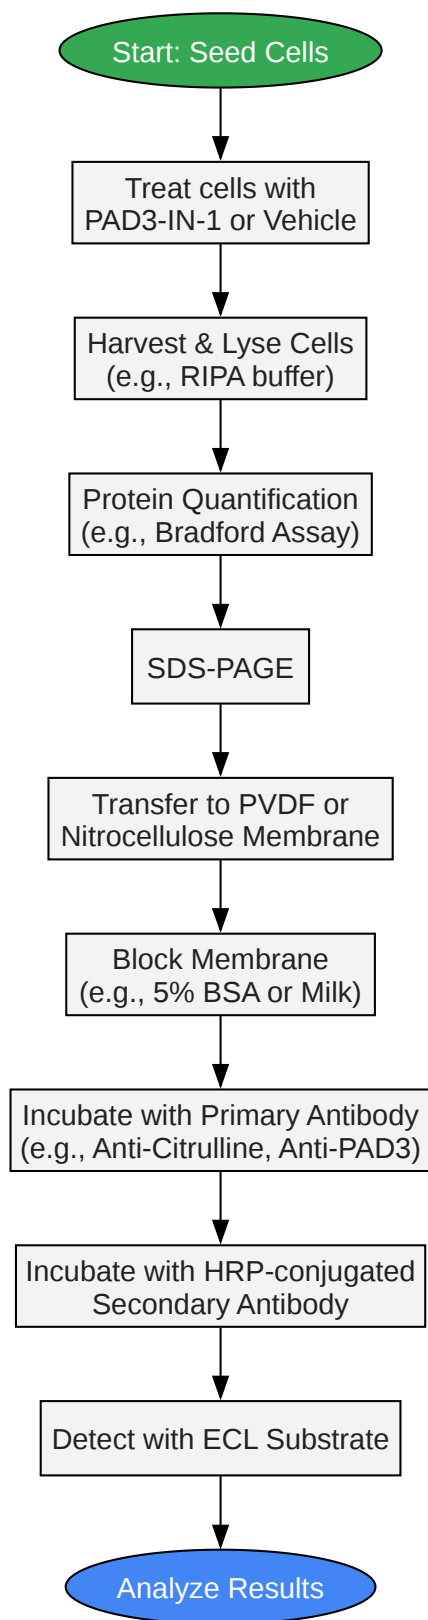 Start: Seed Cells
Treat cells with
PAD3-IN-1 or Vehicle
Harvest & Lyse Cells
(e.g., RIPA buffer)
Protein Quantification
(e.g., Bradford Assay)
SDS-PAGE
Transfer to PVDF or
Nitrocellulose Membrane
Block Membrane
(e.g., 5% BSA or Milk)
Incubate with Primary Antibody
(e.g., Anti-Citrulline, Anti-PAD3)
Incubate with HRP-conjugated
Secondary Antibody
Detect with ECL Substrate
Analyze Results